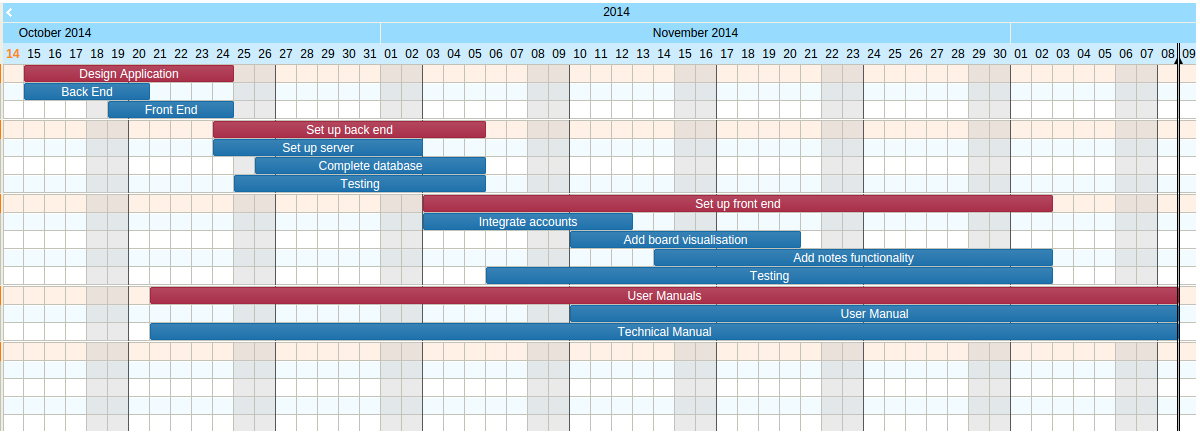 2014
October 2014 November 2014
14 15 16 17 18 19 20 21 22 23 24 25 26 27 28 29 30 31 01 02 03 04 05 06 07 08 09 10 11 12 13 14 15 16 17 18 19 20 21 22 23 24 25 26 27 28 29 30 01 02 03 04 05 06 07 08 09
Design Application
Back End
Front End
Set up back end
Set up server
Complete database
Testing
Set up front end
Integrate accounts
Add board visualisation
Add notes functionality
Testing
User Manuals
User Manual
Technical Manual